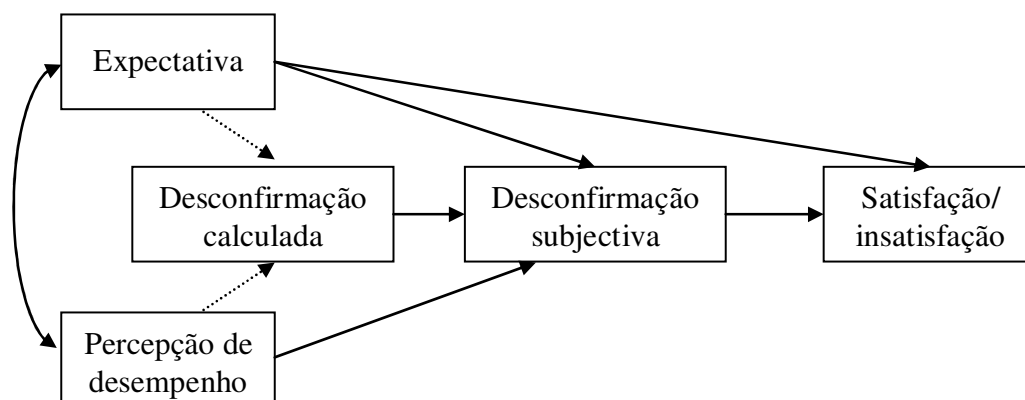 Expectativa
Desconfirmação
calculada
Desconfirmação
subjectiva
Satisfação/
insatisfação
Percepção de
desempenho